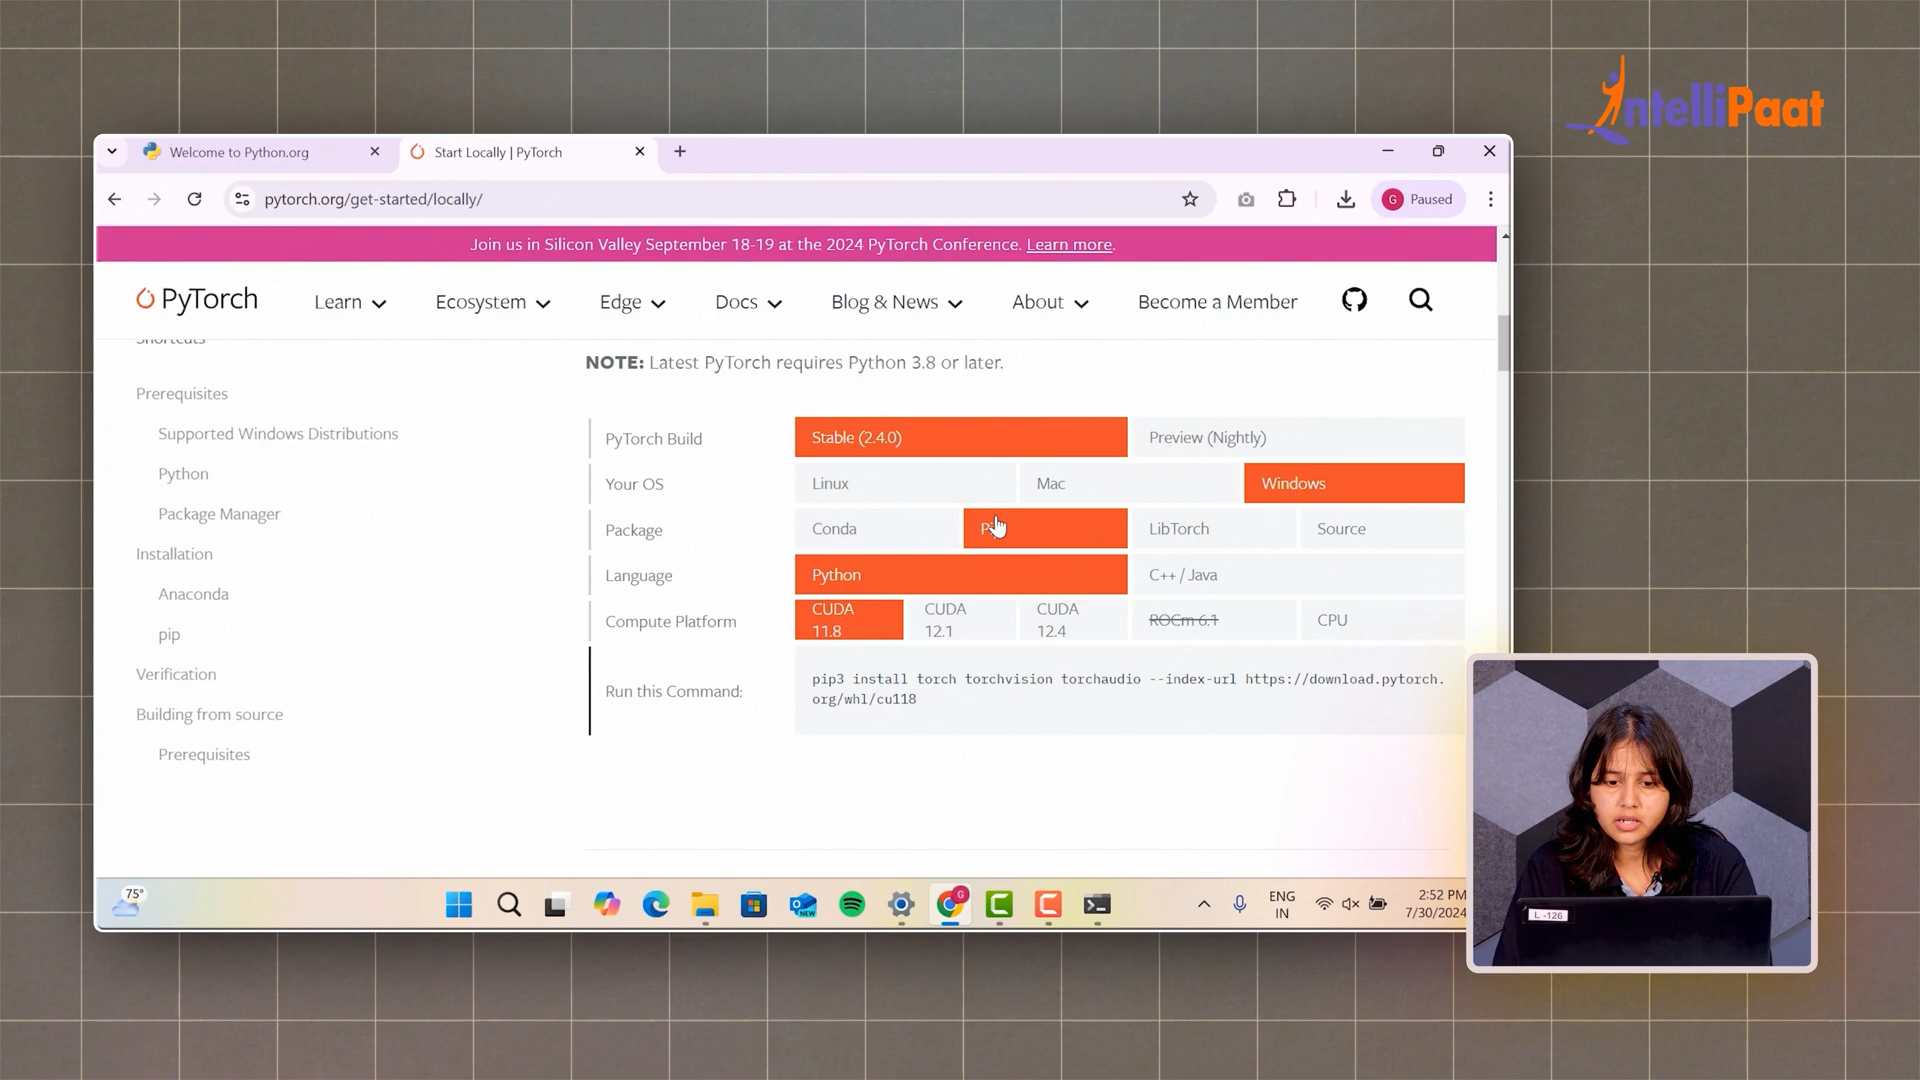 IntelliPaat
Welcome to Python.org
Start Locally | PyTorch
pytorch.org/get-started/locally/
G
Paused
Join us in Silicon Valley September 18-19 at the 2024 PyTorch Conference. Learn more.
PyTorch
Learn
Ecosystem
Edge
Docs
Blog & News
About
Become a Member
Shortcuts
Prerequisites
Supported Windows Distributions
Python
Package Manager
Installation
Anaconda
pip
Verification
Building from source
Prerequisites
NOTE: Latest PyTorch requires Python 3.8 or later.
PyTorch Build
Stable (2.4.0)
Preview (Nightly)
Your OS
Linux
Mac
Windows
Package
Conda
LibTorch
Source
Language
Python
C++ / Java
Compute Platform
CUDA
11.8
CUDA
12.1
CUDA
12.4
ROCm 6.1
CPU
Run this Command:
pip3 install torch torchvision torchaudio --index-url https://download.pytorch.
org/whl/cu118
L -126
75°
NEW
G
ENG
IN
2:52 PM
7/30/2024